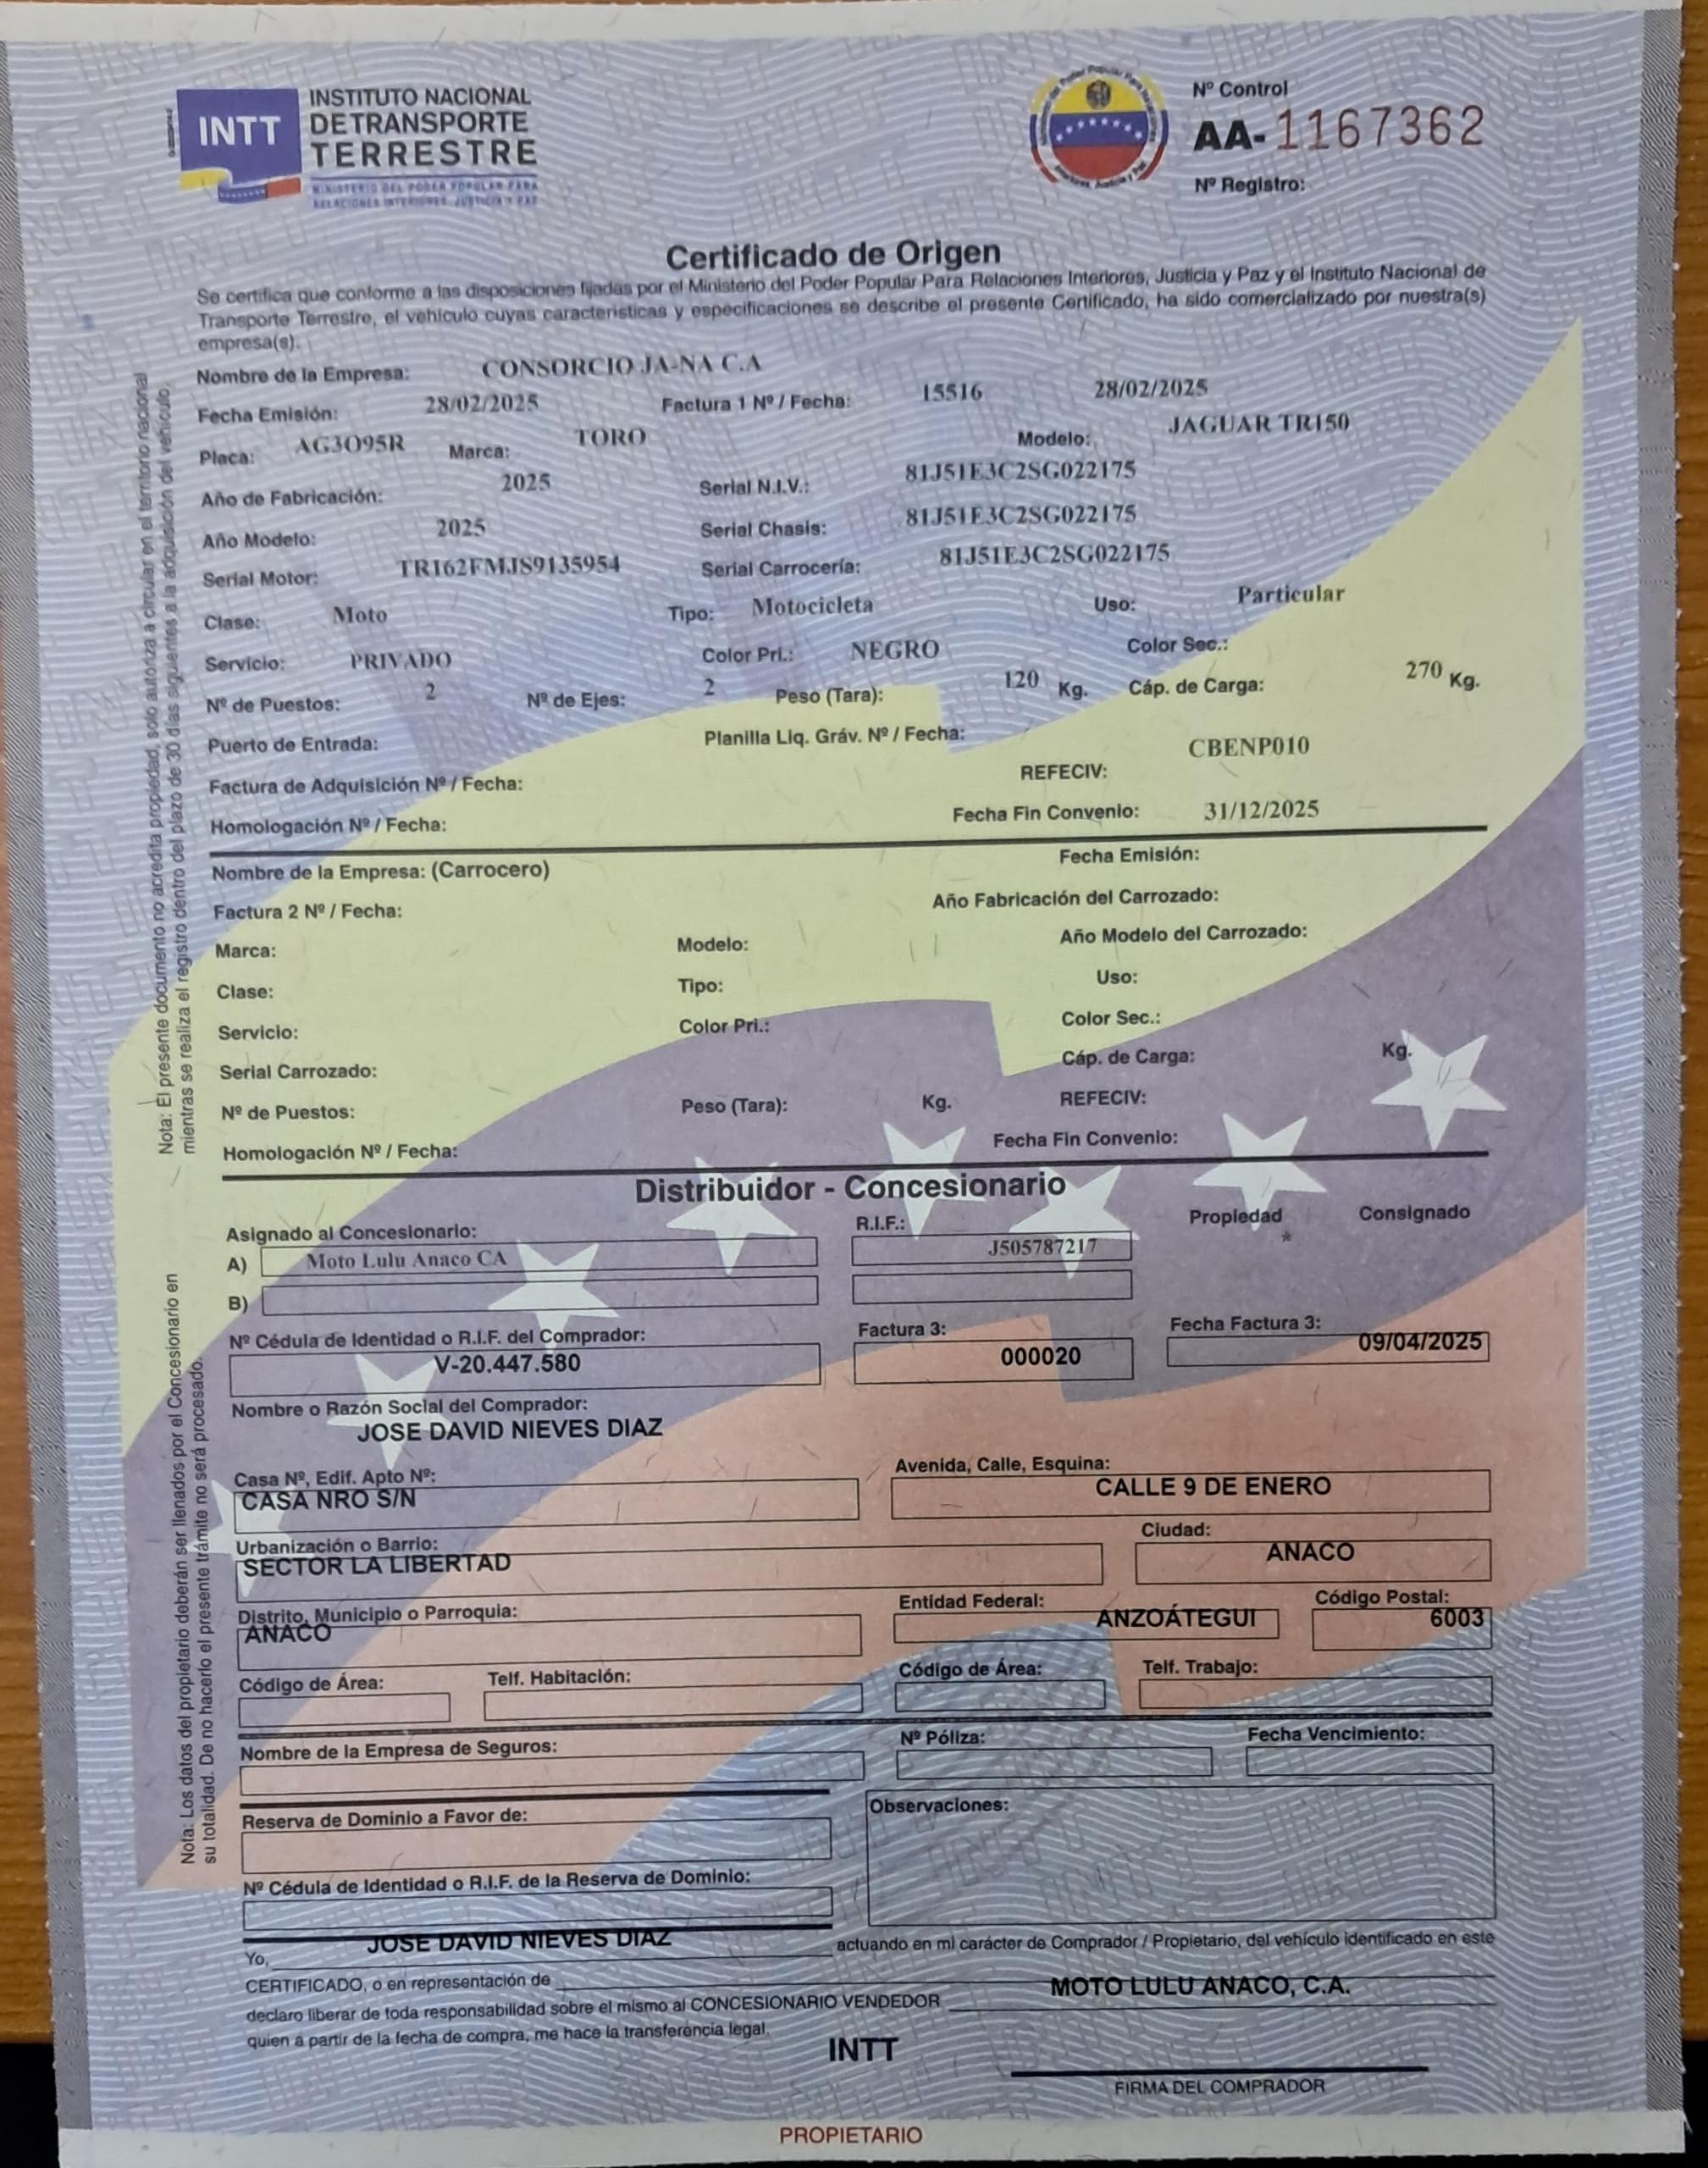 INTT
INSTITUTO NACIONAL
DE TRANSPORTE
TERRESTRE
MINISTERIO DEL PODER POPULAR PARA
RELACIONES INTERIORES, JUSTICIA Y PAZ
Nº Control
AA-1167362
Nº Registro:
Certificado de Origen
Se certifica que conforme a las disposiciones fijadas por el Ministerio del Poder Popular Para Relaciones Interiores, Justicia y Paz y el Instituto Nacional de
Transporte Terrestre, el vehículo cuyas características y especificaciones se describe el presente Certificado, ha sido comercializado por nuestra(s)
empresa(s).
Nombre de la Empresa: CONSORCIO JA-NA C.A
Fecha Emisión: 28/02/2025 Factura 1 Nº / Fecha: 15516 28/02/2025
Placa: AG3O95R Marca: TORO Modelo: JAGUAR TR150
Año de Fabricación: 2025 Serial N.I.V.: 81J51E3C2SG022175
Año Modelo: 2025 Serial Chasis: 81J51E3C2SG022175
Serial Motor: TR162FMJS9135954 Serial Carrocería: 81J51E3C2SG022175
Clase: Moto Tipo: Motocicleta Uso: Particular
Servicio: PRIVADO Color Pri.: NEGRO Color Sec.:
Nº de Puestos: 2 Nº de Ejes: 2 Peso (Tara): 120 Kg. Cáp. de Carga: 270 Kg.
Puerto de Entrada: Planilla Liq. Gráv. Nº / Fecha:
Factura de Adquisición Nº / Fecha: REFECIV: CBENP010
Homologación Nº / Fecha: Fecha Fin Convenio: 31/12/2025
Nombre de la Empresa: (Carrocero) Fecha Emisión:
Factura 2 Nº / Fecha: Año Fabricación del Carrozado:
Marca: Modelo: Año Modelo del Carrozado:
Clase: Tipo: Uso:
Servicio: Color Pri.: Color Sec.:
Serial Carrozado: Cáp. de Carga: Kg.
Nº de Puestos: Peso (Tara): Kg. REFECIV:
Homologación Nº / Fecha: Fecha Fin Convenio:
Distribuidor - Concesionario
Asignado al Concesionario: R.I.F.: Propiedad Consignado
A) Moto Lulu Anaco CA J505787217 *
B)
Nº Cédula de Identidad o R.I.F. del Comprador: Factura 3: Fecha Factura 3:
V-20.447.580 000020 09/04/2025
Nombre o Razón Social del Comprador:
JOSE DAVID NIEVES DIAZ
Casa Nº, Edif. Apto Nº: Avenida, Calle, Esquina:
CASA NRO S/N CALLE 9 DE ENERO
Urbanización o Barrio: Ciudad:
SECTOR LA LIBERTAD ANACO
Distrito, Municipio o Parroquia: Entidad Federal: Código Postal:
ANACO ANZOÁTEGUI 6003
Código de Área: Telf. Habitación: Código de Área: Telf. Trabajo:
Nombre de la Empresa de Seguros: Nº Póliza: Fecha Vencimiento:
Reserva de Dominio a Favor de: Observaciones:
Nº Cédula de Identidad o R.I.F. de la Reserva de Dominio:
Yo, JOSE DAVID NIEVES DIAZ actuando en mi carácter de Comprador / Propietario, del vehículo identificado en este
CERTIFICADO, o en representación de
declaro liberar de toda responsabilidad sobre el mismo al CONCESIONARIO VENDEDOR MOTO LULU ANACO, C.A.
quien a partir de la fecha de compra, me hace la transferencia legal.
INTT
FIRMA DEL COMPRADOR
PROPIETARIO
Nota: El presente documento no acredita propiedad, solo autoriza a circular en el territorio nacional
mientras se realiza el registro dentro del plazo de 30 días siguientes a la adquisición del vehículo.
Nota: Los datos del propietario deberán ser llenados por el Concesionario en
su totalidad. De no hacerlo el presente trámite no será procesado.